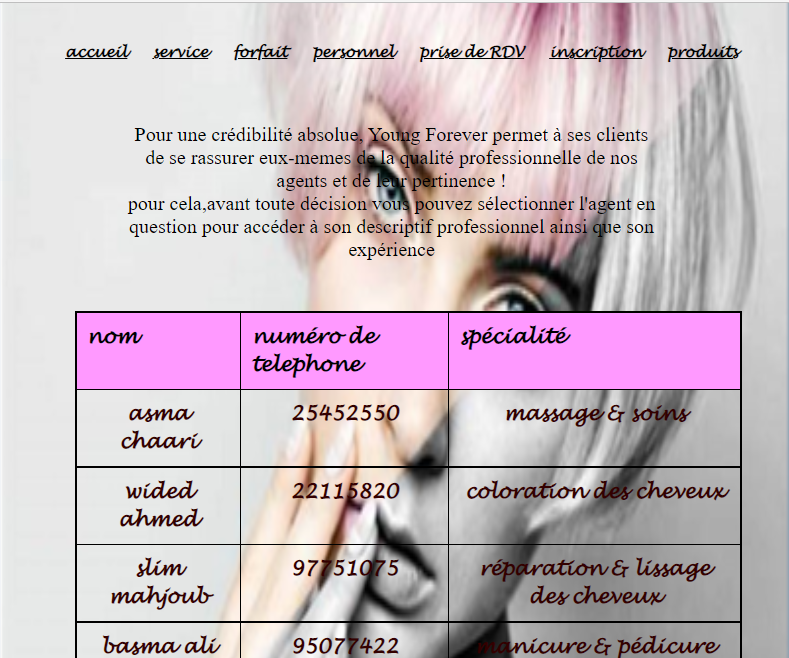 accueil service forfait personnel prise de RDV inscription produits
Pour une crédibilité absolue, Young Forever permet à ses clients
de se rassurer eux-memes de la qualité professionnelle de nos
agents et de leur pertinence !
pour cela,avant toute décision vous pouvez sélectionner l'agent en
question pour accéder à son descriptif professionnel ainsi que son
expérience
nom numéro de spécialité
telephone
asma 25452550 massage & soins
chaari
wided 22115820 coloration des cheveux
ahmed
slim 97751075 réparation & lissage
mahjoub des cheveux
basma ali 95077422 manicure & pédicure